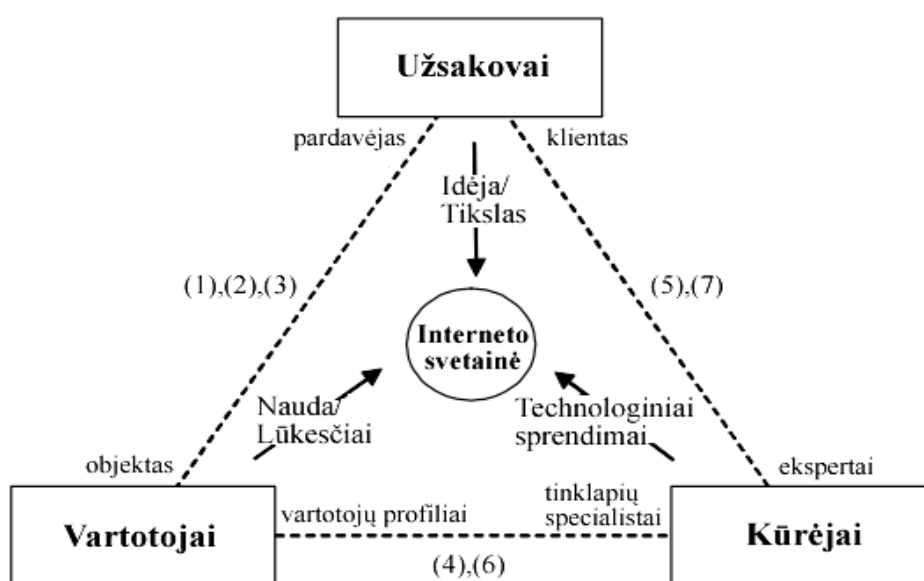 Užsakovai
pardavėjas
klientas
Idėja/
Tikslas
(1),(2),(3)
(5),(7)
Interneto
svetainė
Nauda/
Lūkesčiai
Technologiniai
sprendimai
objektas
ekspertai
Vartotojai
vartotojų profiliai
tinklapių
specialistai
Kūrėjai
(4),(6)